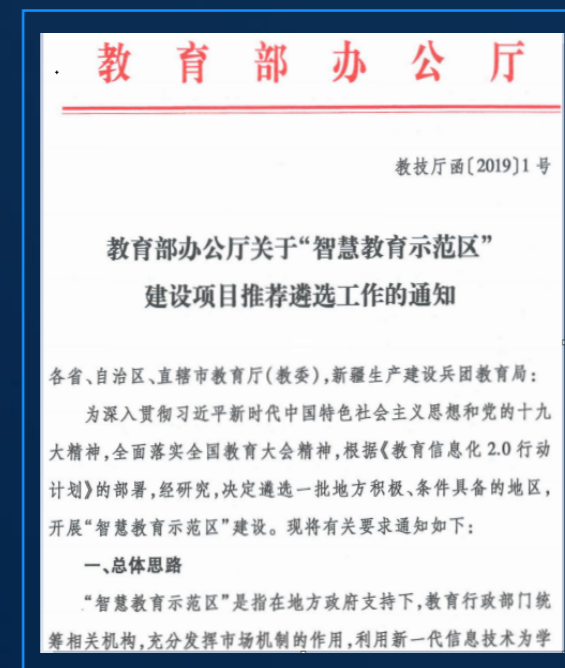 教育部办公厅
教技厅函〔2019〕1号
教育部办公厅关于“智慧教育示范区”
建设项目推荐遴选工作的通知
各省、自治区、直辖市教育厅(教委),新疆生产建设兵团教育局:
为深入贯彻习近平新时代中国特色社会主义思想和党的十九
大精神,全面落实全国教育大会精神,根据《教育信息化2.0行动
计划》的部署,经研究,决定遴选一批地方积极、条件具备的地区,
开展“智慧教育示范区”建设。现将有关要求通知如下:
一、总体思路
“智慧教育示范区”是指在地方政府支持下,教育行政部门统
筹相关机构,充分发挥市场机制的作用,利用新一代信息技术为学